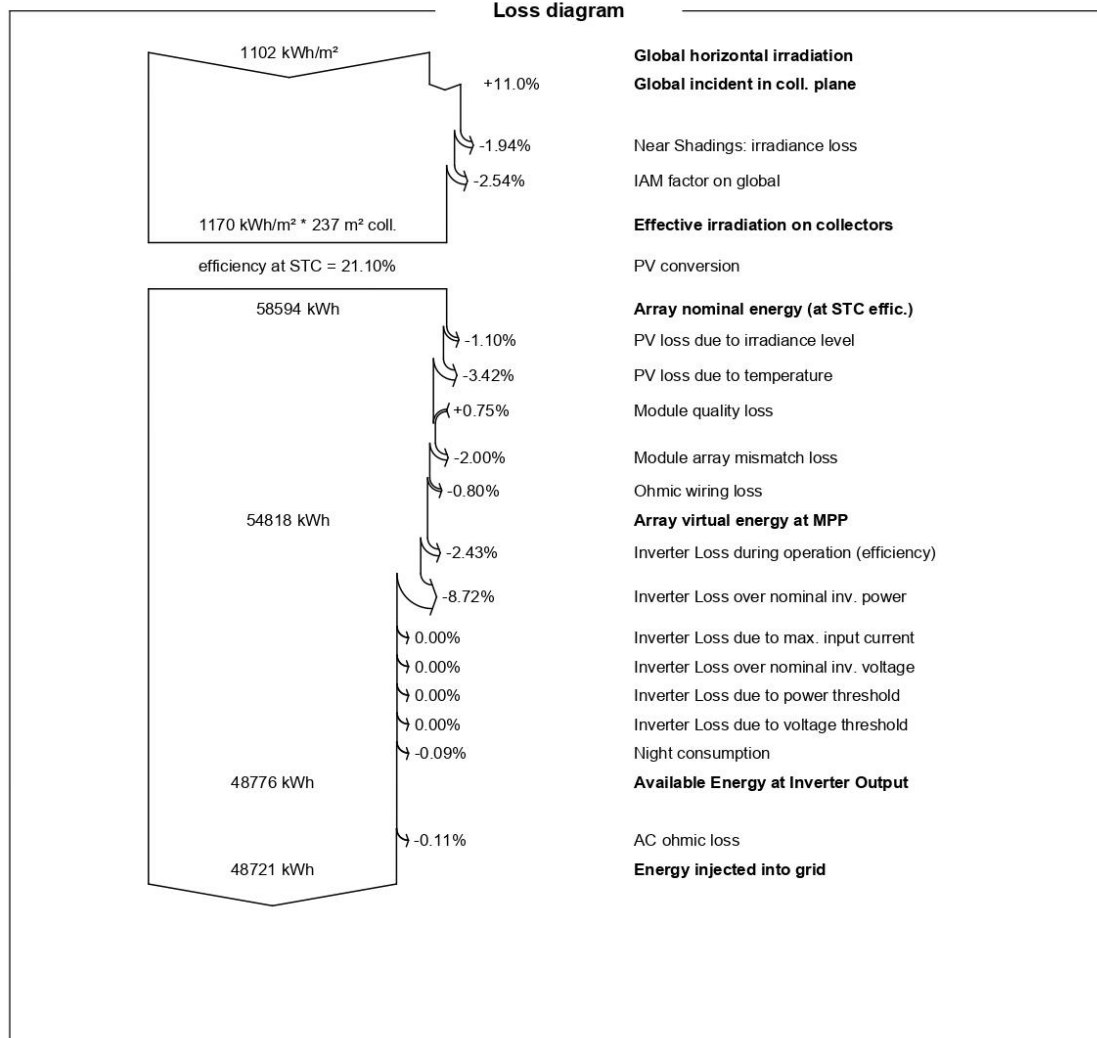 Loss diagram
1102 kWh/m² Global horizontal irradiation
+11.0% Global incident in coll. plane
-1.94% Near Shadings: irradiance loss
-2.54% IAM factor on global
1170 kWh/m² * 237 m² coll. Effective irradiation on collectors
efficiency at STC = 21.10% PV conversion
58594 kWh Array nominal energy (at STC effic.)
-1.10% PV loss due to irradiance level
-3.42% PV loss due to temperature
+0.75% Module quality loss
-2.00% Module array mismatch loss
-0.80% Ohmic wiring loss
54818 kWh Array virtual energy at MPP
-2.43% Inverter Loss during operation (efficiency)
-8.72% Inverter Loss over nominal inv. power
0.00% Inverter Loss due to max. input current
0.00% Inverter Loss over nominal inv. voltage
0.00% Inverter Loss due to power threshold
0.00% Inverter Loss due to voltage threshold
-0.09% Night consumption
48776 kWh Available Energy at Inverter Output
-0.11% AC ohmic loss
48721 kWh Energy injected into grid